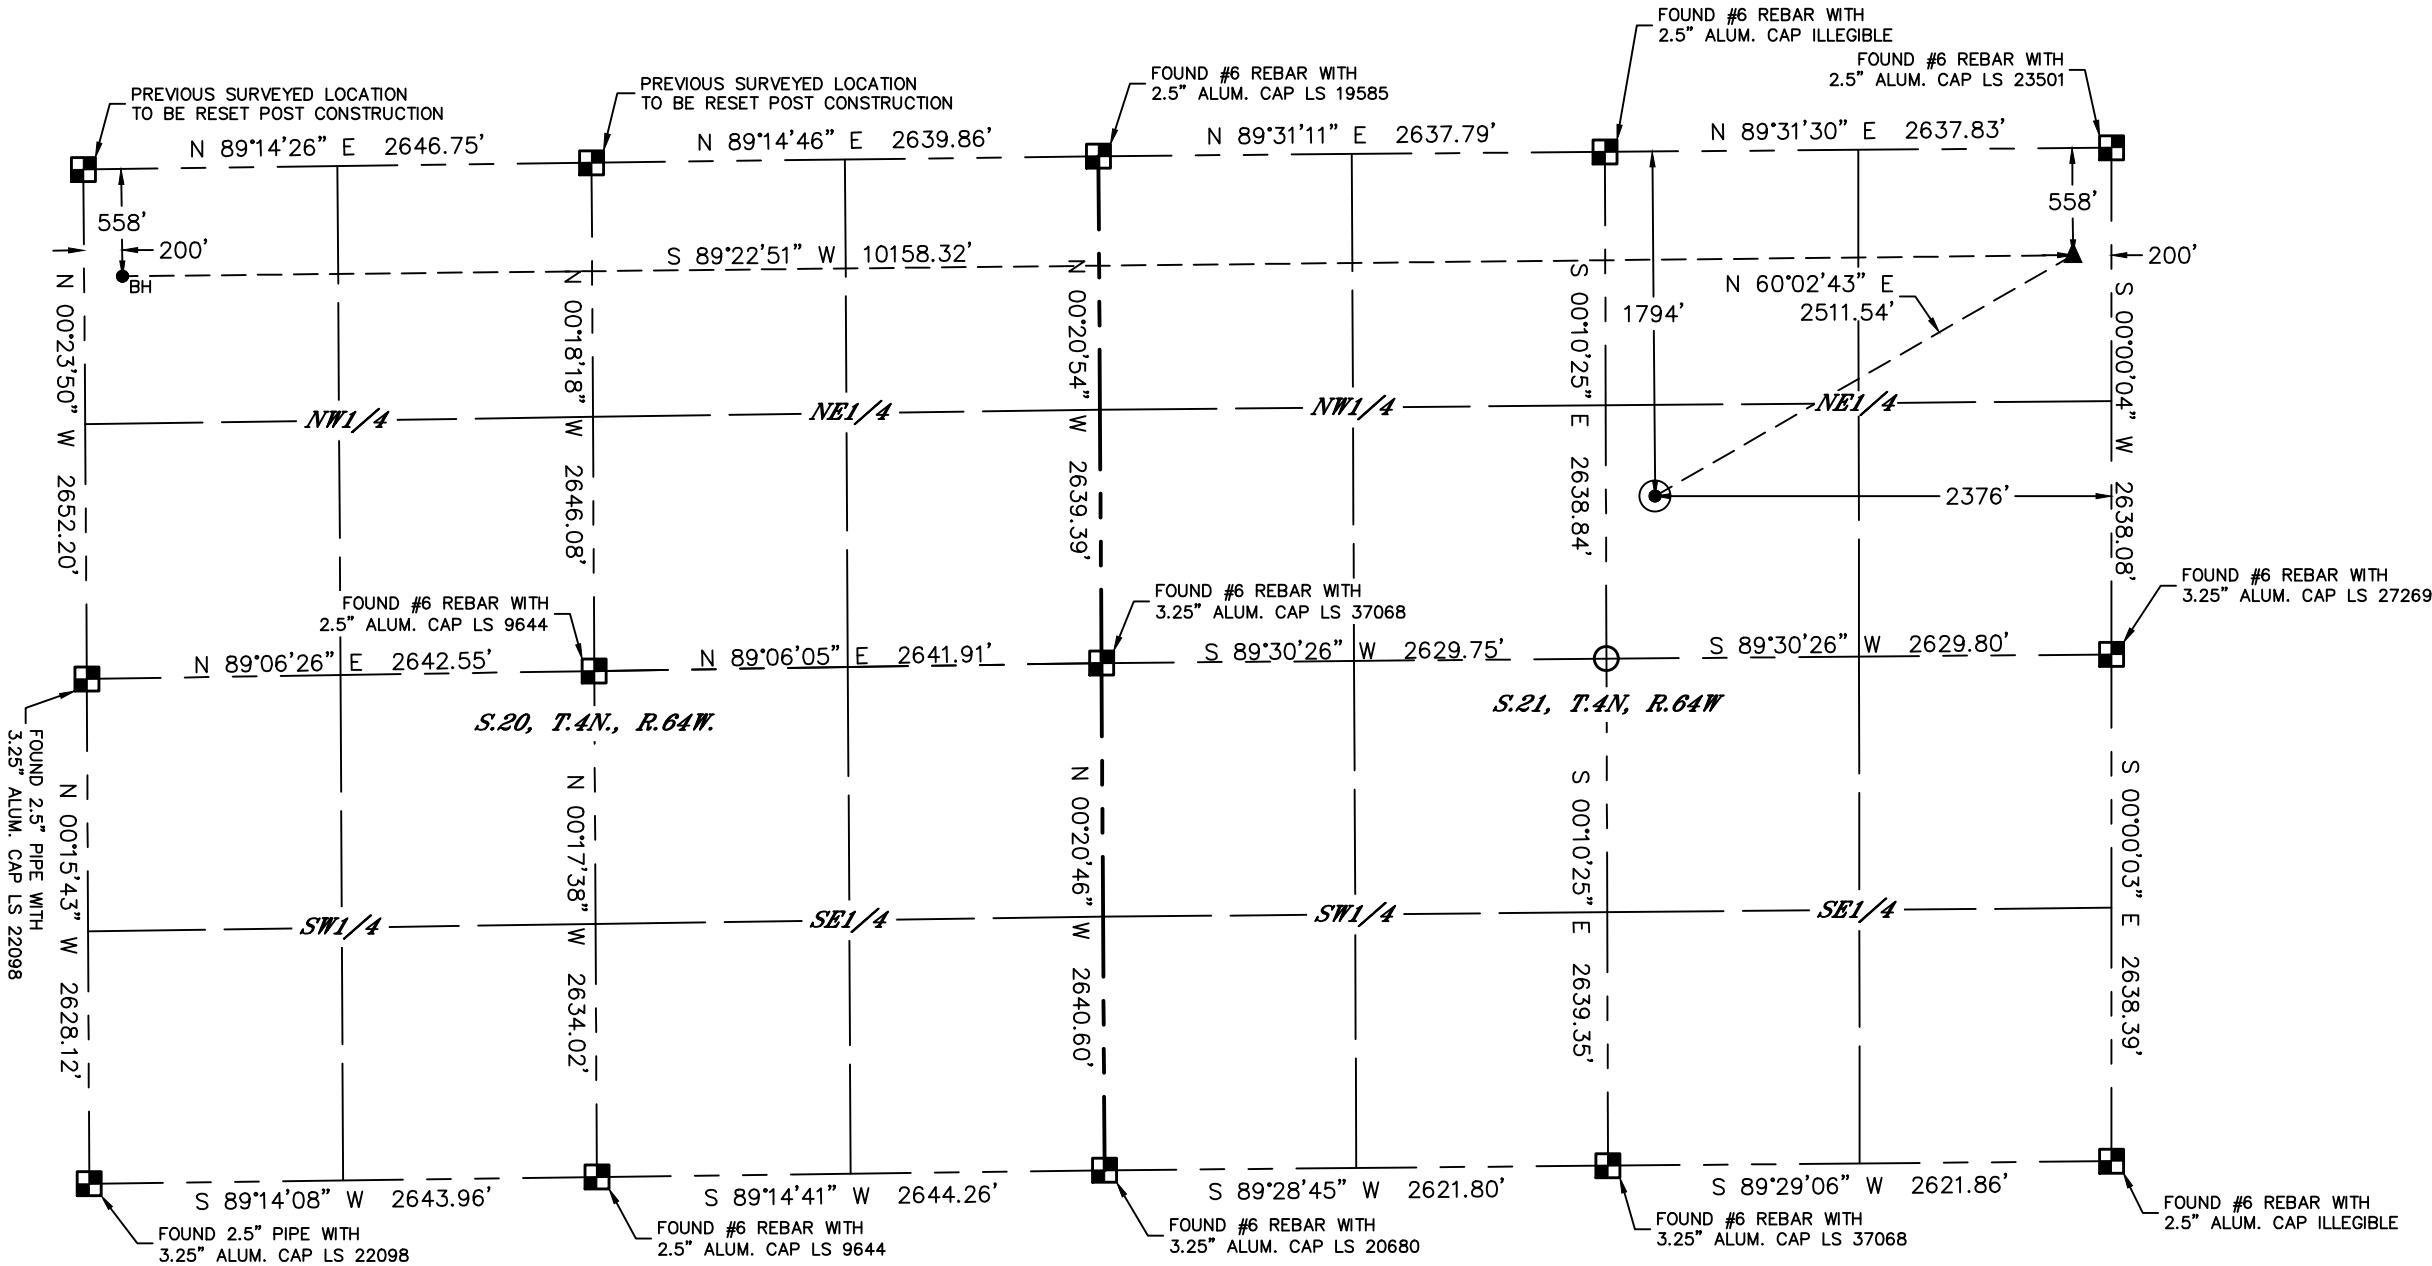 FOUND #6 REBAR WITH
2.5" ALUM. CAP ILLEGIBLE
FOUND #6 REBAR WITH
2.5" ALUM. CAP LS 23501
FOUND #6 REBAR WITH
2.5" ALUM. CAP LS 19585
PREVIOUS SURVEYED LOCATION
TO BE RESET POST CONSTRUCTION
PREVIOUS SURVEYED LOCATION
TO BE RESET POST CONSTRUCTION
N 89°14'26" E 2646.75'
N 89°14'46" E 2639.86'
N 89°31'11" E 2637.79'
N 89°31'30" E 2637.83'
558'
200'
BH
S 89°22'51" W 10158.32'
558'
200'
N 60°02'43" E
2511.54'
1794'
2376'
N 00°23'50" W 2652.20'
N 00°18'18" W 2646.08'
N 00°20'54" W 2639.39'
S 00°10'25" E 2638.84'
S 00°00'04" W 2638.08'
NW1/4
NE1/4
NW1/4
NE1/4
FOUND #6 REBAR WITH
2.5" ALUM. CAP LS 9644
FOUND #6 REBAR WITH
3.25" ALUM. CAP LS 37068
FOUND #6 REBAR WITH
3.25" ALUM. CAP LS 27269
N 89°06'26" E 2642.55'
N 89°06'05" E 2641.91'
S 89°30'26" W 2629.75'
S 89°30'26" W 2629.80'
S.20, T.4N., R.64W.
S.21, T.4N, R.64W
FOUND 2.5" PIPE WITH
3.25" ALUM. CAP LS 22098
N 00°15'43" W 2628.12'
N 00°17'38" W 2634.02'
N 00°20'46" W 2640.60'
S 00°10'25" E 2639.35'
S 00°00'03" E 2638.39'
SW1/4
SE1/4
SW1/4
SE1/4
S 89°14'08" W 2643.96'
S 89°14'41" W 2644.26'
S 89°28'45" W 2621.80'
S 89°29'06" W 2621.86'
FOUND 2.5" PIPE WITH
3.25" ALUM. CAP LS 22098
FOUND #6 REBAR WITH
2.5" ALUM. CAP LS 9644
FOUND #6 REBAR WITH
3.25" ALUM. CAP LS 20680
FOUND #6 REBAR WITH
3.25" ALUM. CAP LS 37068
FOUND #6 REBAR WITH
2.5" ALUM. CAP ILLEGIBLE